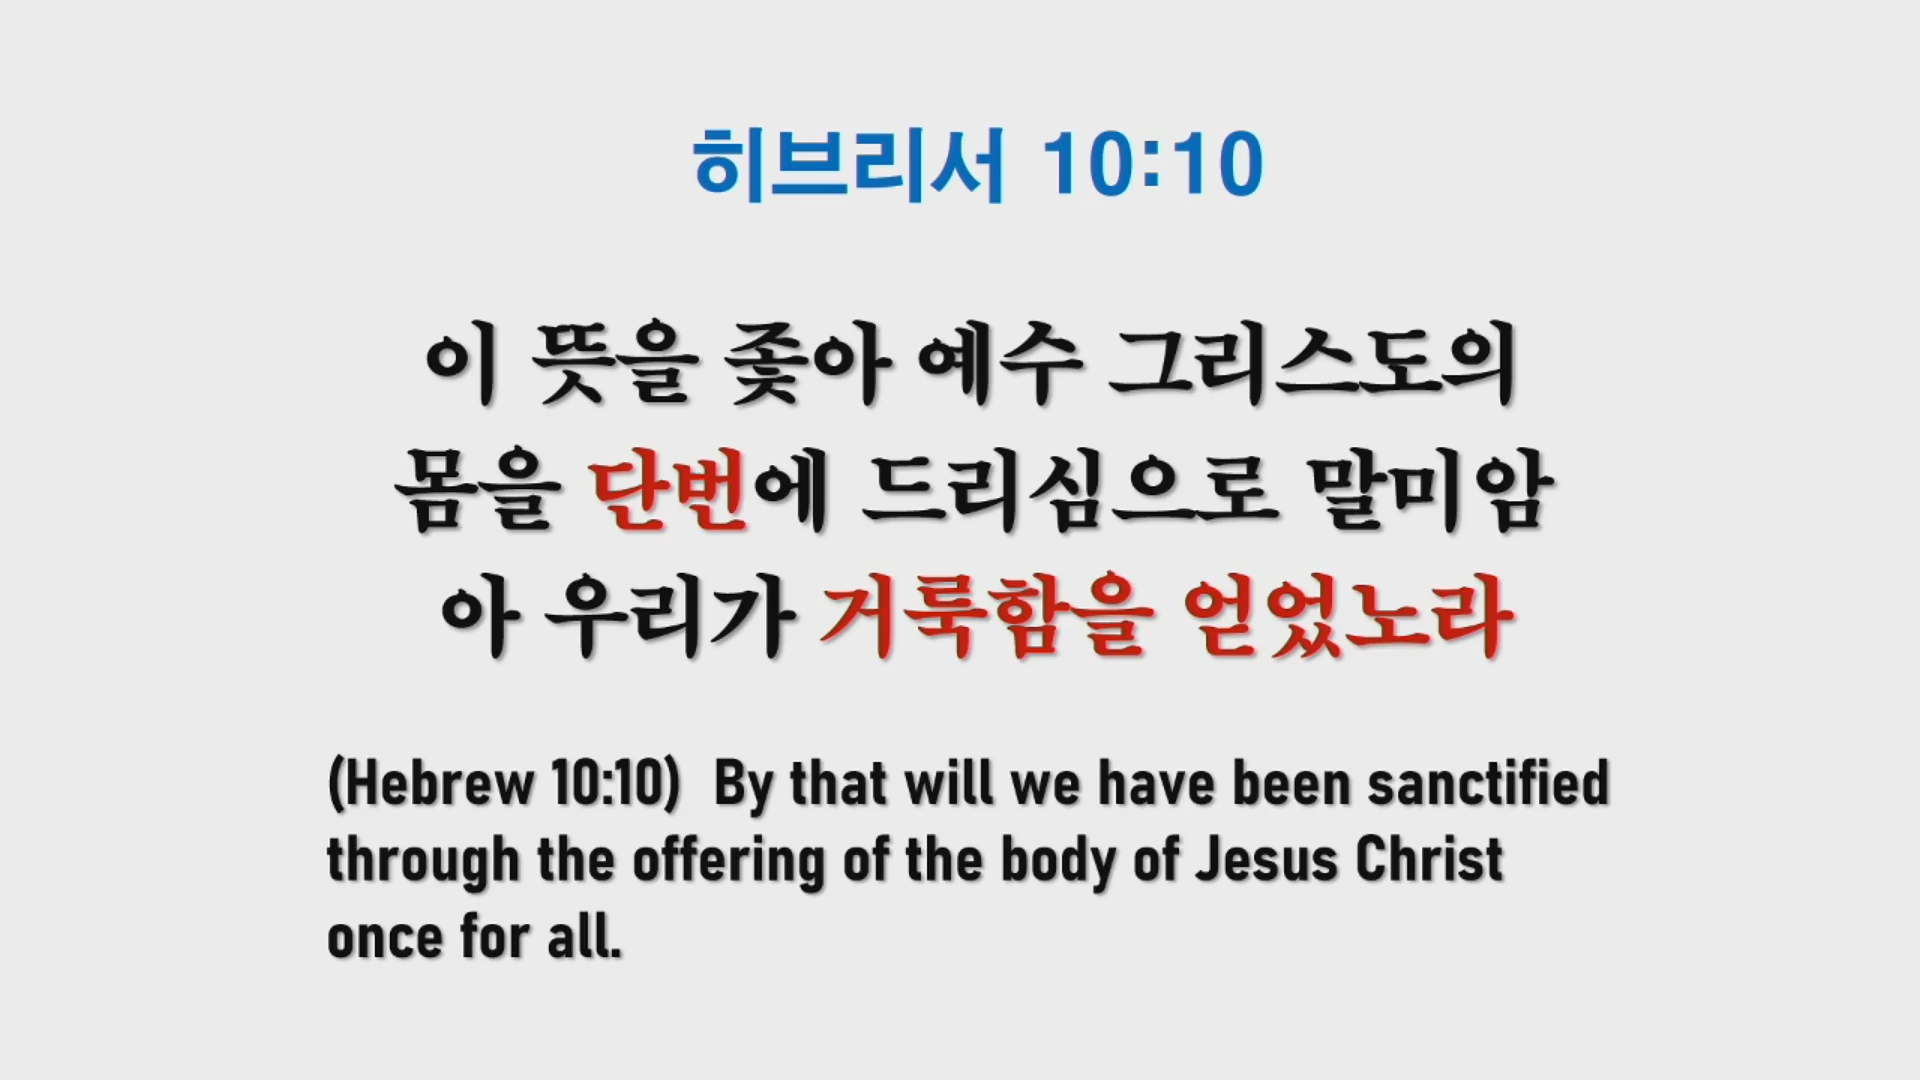 히브리서 10:10
이 뜻을 좇아 예수 그리스도의
몸을 단번에 드리심으로 말미암
아 우리가 거룩함을 얻었노라
(Hebrew 10:10)  By that will we have been sanctified
through the offering of the body of Jesus Christ
once for all.